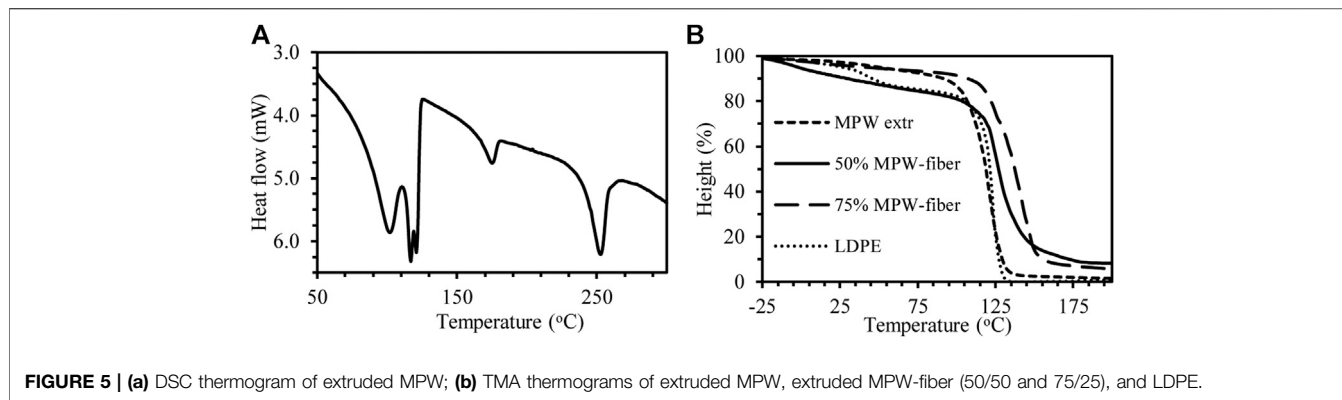 A
3.0
4.0
5.0
6.0
Heat flow (mW)
50
150
250
Temperature (°C)
B
100
80
60
40
20
0
Height (%)
MPW extr
50% MPW-fiber
75% MPW-fiber
LDPE
-25
25
75
125
175
Temperature (°C)
FIGURE 5 | (a) DSC thermogram of extruded MPW; (b) TMA thermograms of extruded MPW, extruded MPW-fiber (50/50 and 75/25), and LDPE.